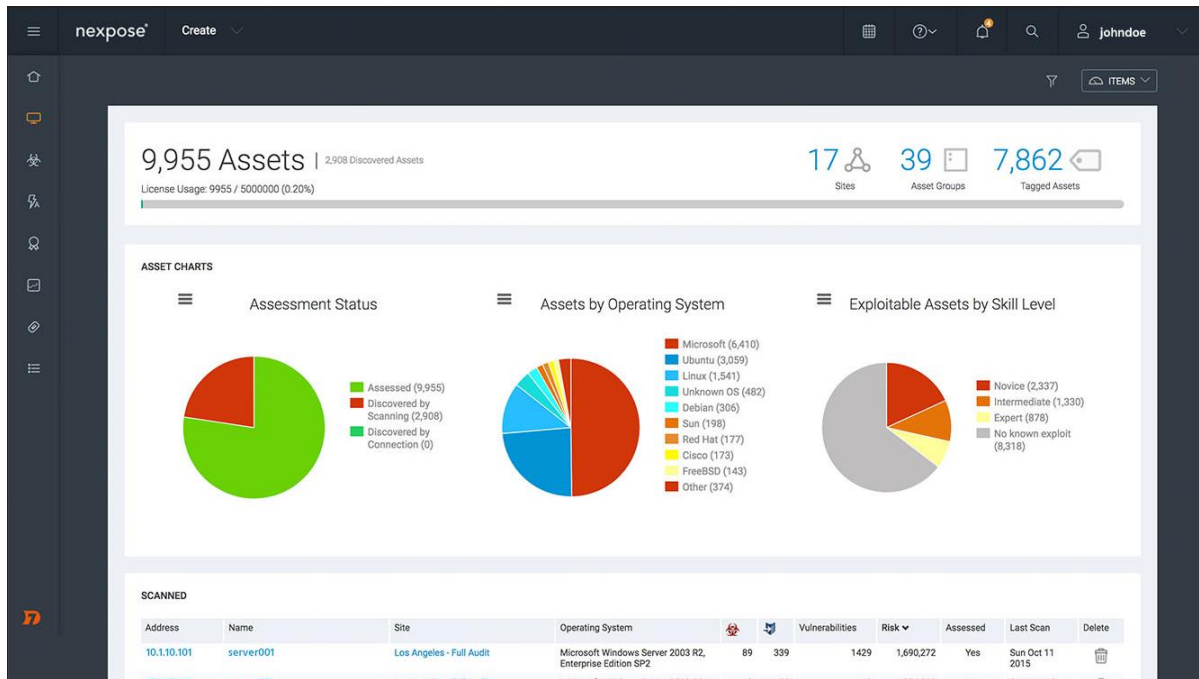 nexpose®
Create
4
johndoe
ITEMS
9,955 Assets | 2,908 Discovered Assets
License Usage: 9955 / 5000000 (0.20%)
17
Sites
39
Asset Groups
7,862
Tagged Assets
ASSET CHARTS
Assessment Status
Assessed (9,955)
Discovered by
Scanning (2,908)
Discovered by
Connection (0)
Assets by Operating System
Microsoft (6,410)
Ubuntu (3,059)
Linux (1,541)
Unknown OS (482)
Debian (306)
Sun (198)
Red Hat (177)
Cisco (173)
FreeBSD (143)
Other (374)
Exploitable Assets by Skill Level
Novice (2,337)
Intermediate (1,330)
Expert (878)
No known exploit
(8,318)
SCANNED
Address Name Site Operating System Vulnerabilities Risk Assessed Last Scan Delete
10.1.10.101 server001 Los Angeles - Full Audit Microsoft Windows Server 2003 R2, 89 339 1429 1,690,272 Yes Sun Oct 11
Enterprise Edition SP2 2015